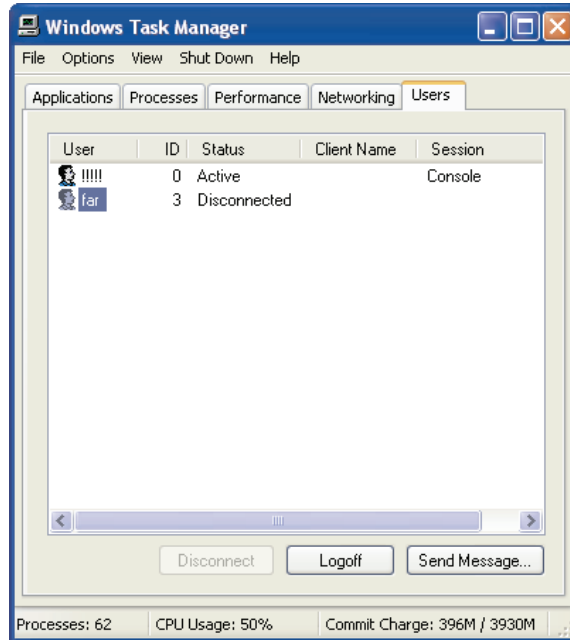 Windows Task Manager
File Options View Shut Down Help
Applications Processes Performance Networking Users
User ID Status Client Name Session
!!!!! 0 Active Console
far 3 Disconnected
Disconnect Logoff Send Message...
Processes: 62 CPU Usage: 50% Commit Charge: 396M / 3930M